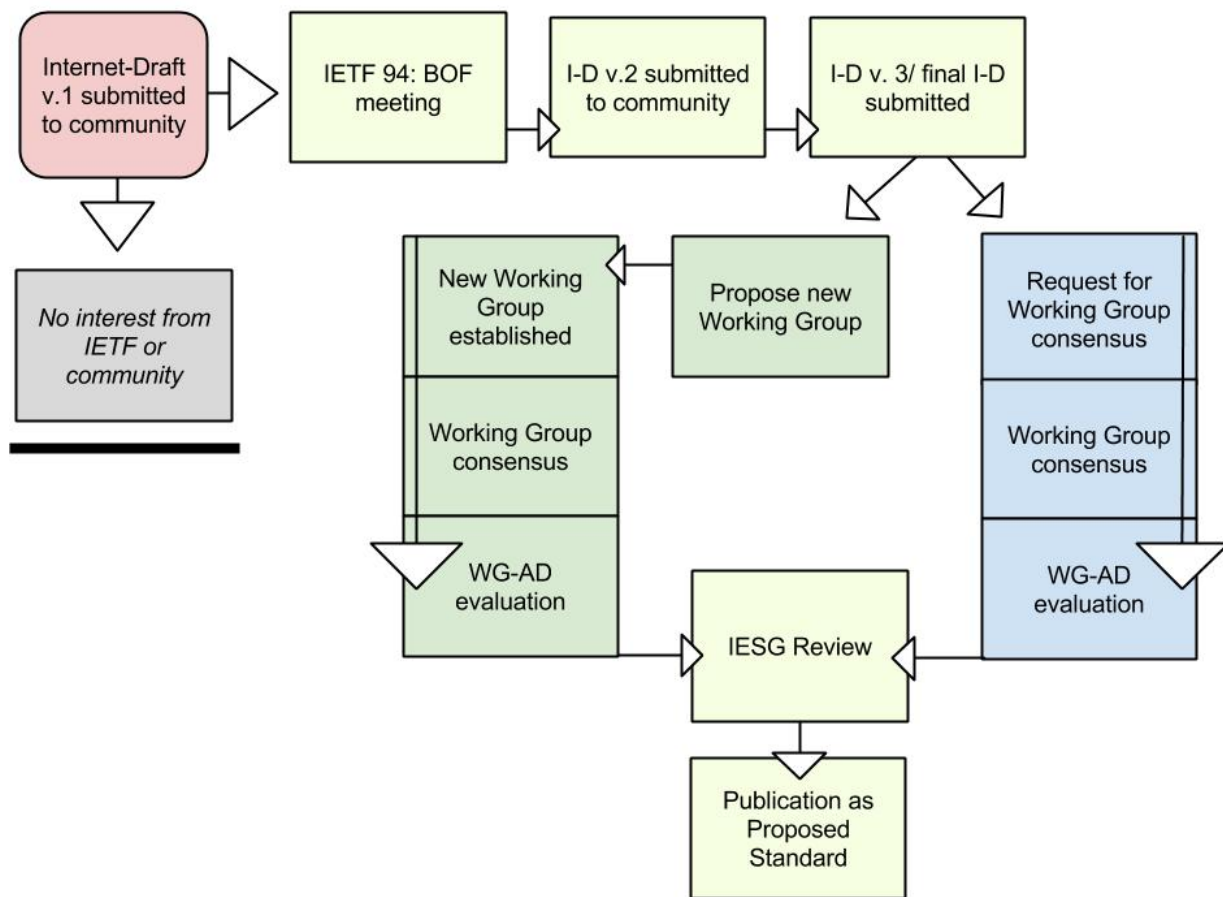 Internet-Draft
v.1 submitted
to community
IETF 94: BOF
meeting
I-D v.2 submitted
to community
I-D v. 3/ final I-D
submitted
No interest from
IETF or
community
New Working
Group
established
Propose new
Working Group
Request for
Working Group
consensus
Working Group
consensus
Working Group
consensus
WG-AD
evaluation
IESG Review
WG-AD
evaluation
Publication as
Proposed
Standard